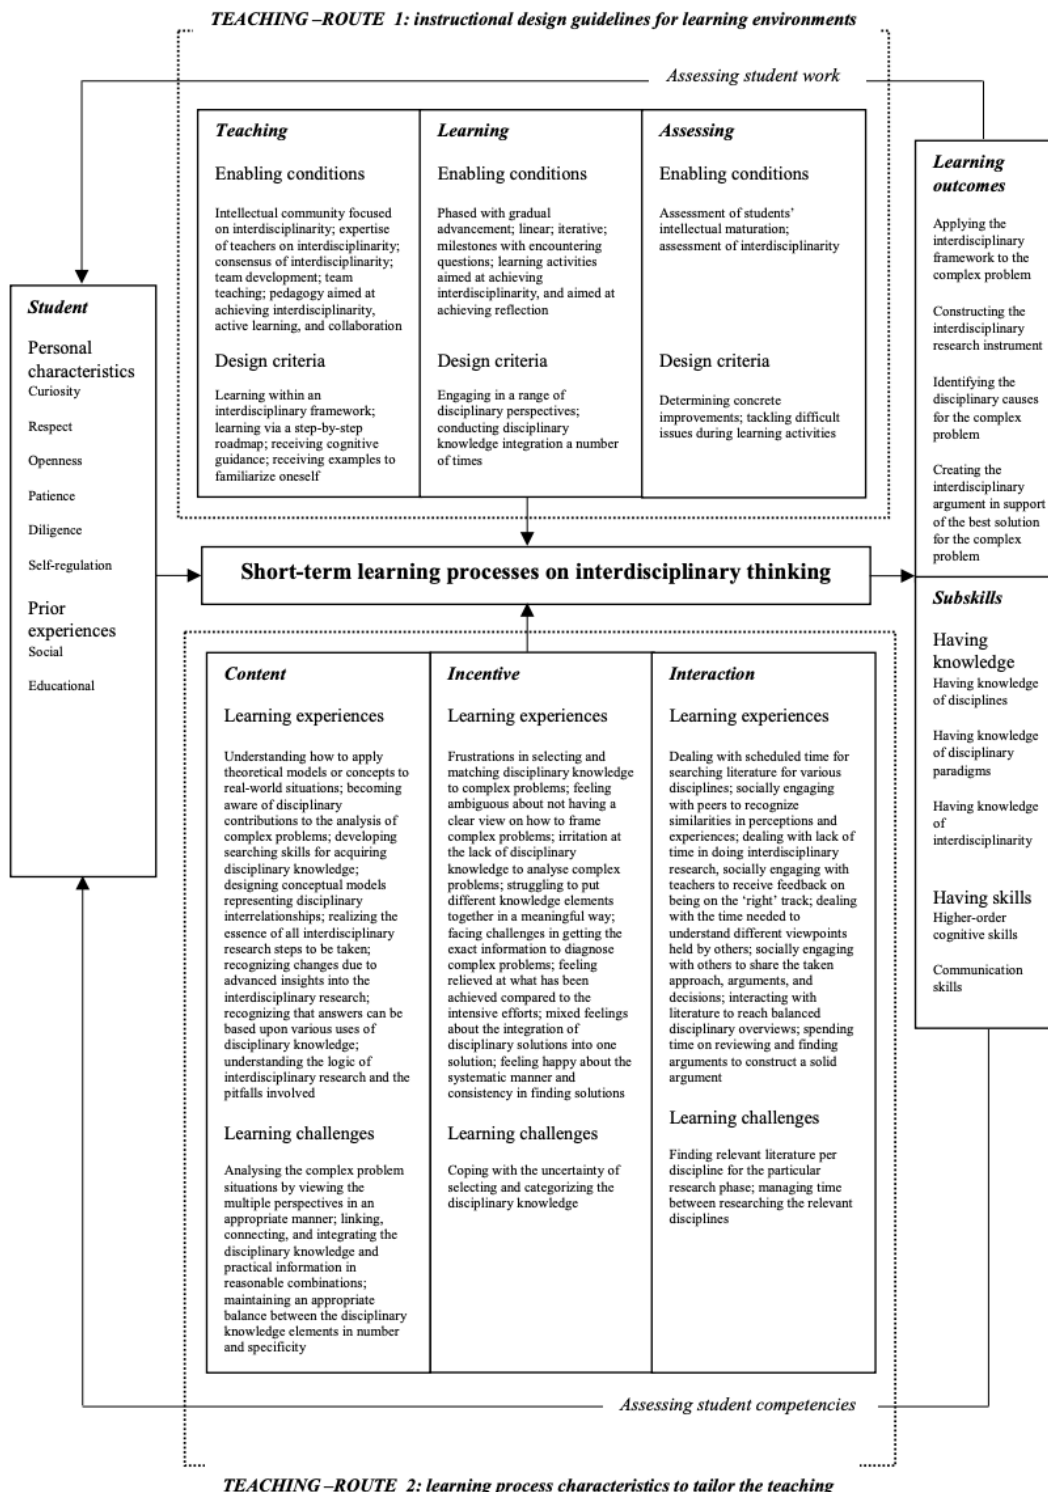 TEACHING –ROUTE 1: instructional design guidelines for learning environments
Assessing student work
Teaching
Enabling conditions
Intellectual community focused
on interdisciplinarity; expertise
of teachers on interdisciplinarity;
consensus of interdisciplinarity;
team development; team
teaching; pedagogy aimed at
achieving interdisciplinarity,
active learning, and collaboration
Design criteria
Learning within an
interdisciplinary framework;
learning via a step-by-step
roadmap; receiving cognitive
guidance; receiving examples to
familiarize oneself
Learning
Enabling conditions
Phased with gradual
advancement; linear; iterative;
milestones with encountering
questions; learning activities
aimed at achieving
interdisciplinarity, and aimed at
achieving reflection
Design criteria
Engaging in a range of
disciplinary perspectives;
conducting disciplinary
knowledge integration a number
of times
Assessing
Enabling conditions
Assessment of students’
intellectual maturation;
assessment of interdisciplinarity
Design criteria
Determining concrete
improvements; tackling difficult
issues during learning activities
Student
Personal
characteristics
Curiosity
Respect
Openness
Patience
Diligence
Self-regulation
Prior
experiences
Social
Educational
Short-term learning processes on interdisciplinary thinking
Learning
outcomes
Applying the
interdisciplinary
framework to the
complex problem
Constructing the
interdisciplinary
research instrument
Identifying the
disciplinary causes
for the complex
problem
Creating the
interdisciplinary
argument in support
of the best solution
for the complex
problem
Subskills
Having
knowledge
Having knowledge
of disciplines
Having knowledge
of disciplinary
paradigms
Having knowledge
of
interdisciplinarity
Having skills
Higher-order
cognitive skills
Communication
skills
Content
Learning experiences
Understanding how to apply
theoretical models or concepts to
real-world situations; becoming
aware of disciplinary
contributions to the analysis of
complex problems; developing
searching skills for acquiring
disciplinary knowledge;
designing conceptual models
representing disciplinary
interrelationships; realizing the
essence of all interdisciplinary
research steps to be taken;
recognizing changes due to
advanced insights into the
interdisciplinary research;
recognizing that answers can be
based upon various uses of
disciplinary knowledge;
understanding the logic of
interdisciplinary research and the
pitfalls involved
Learning challenges
Analysing the complex problem
situations by viewing the
multiple perspectives in an
appropriate manner; linking,
connecting, and integrating the
disciplinary knowledge and
practical information in
reasonable combinations;
maintaining an appropriate
balance between the disciplinary
knowledge elements in number
and specificity
Incentive
Learning experiences
Frustrations in selecting and
matching disciplinary knowledge
to complex problems; feeling
ambiguous about not having a
clear view on how to frame
complex problems; irritation at
the lack of disciplinary
knowledge to analyse complex
problems; struggling to put
different knowledge elements
together in a meaningful way;
facing challenges in getting the
exact information to diagnose
complex problems; feeling
relieved at what has been
achieved compared to the
intensive efforts; mixed feelings
about the integration of
disciplinary solutions into one
solution; feeling happy about the
systematic manner and
consistency in finding solutions
Learning challenges
Coping with the uncertainty of
selecting and categorizing the
disciplinary knowledge
Interaction
Learning experiences
Dealing with scheduled time for
searching literature for various
disciplines; socially engaging
with peers to recognize
similarities in perceptions and
experiences; dealing with lack of
time in doing interdisciplinary
research, socially engaging with
teachers to receive feedback on
being on the ‘right’ track; dealing
with the time needed to
understand different viewpoints
held by others; socially engaging
with others to share the taken
approach, arguments, and
decisions; interacting with
literature to reach balanced
disciplinary overviews; spending
time on reviewing and finding
arguments to construct a solid
argument
Learning challenges
Finding relevant literature per
discipline for the particular
research phase; managing time
between researching the relevant
disciplines
Assessing student competencies
TEACHING –ROUTE 2: learning process characteristics to tailor the teaching